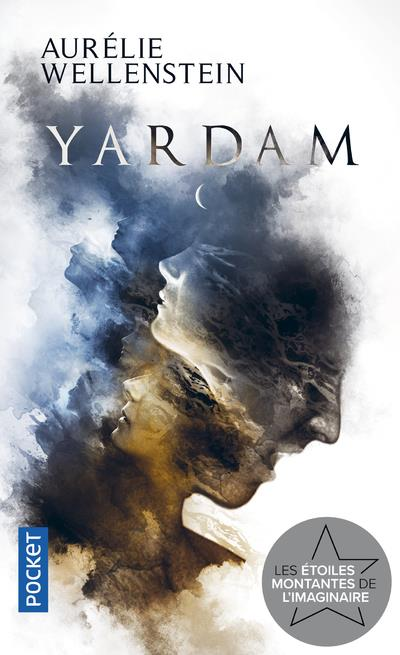 AURÉLIE
WELLENSTEIN
YARDAM
POCKET
LES ÉTOILES
MONTANTES DE
L'IMAGINAIRE